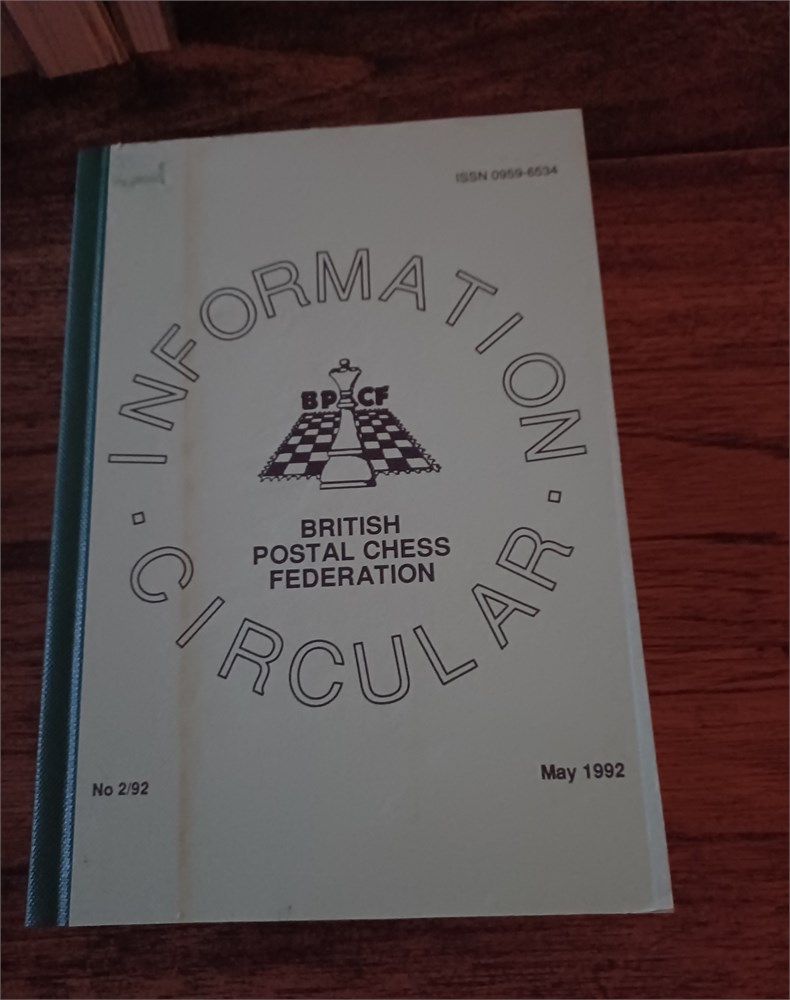 ISSN 0959-6534
INFORMATION
BPCF
BRITISH
POSTAL CHESS
FEDERATION
· CIRCULAR ·
No 2/92
May 1992